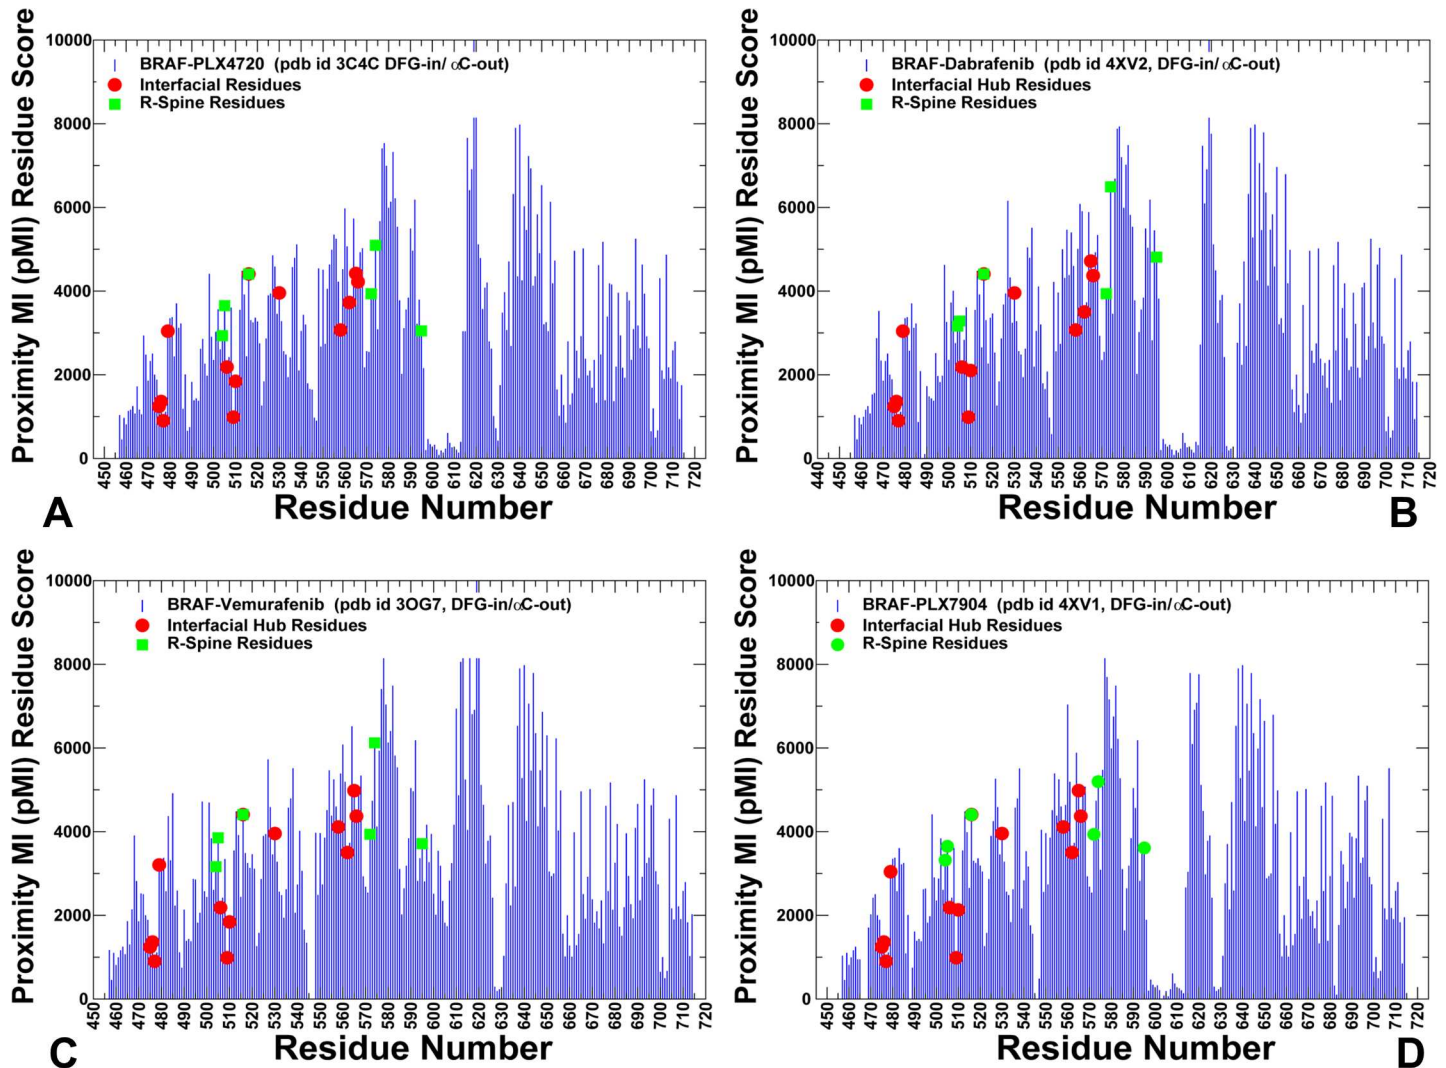 Proximity MI (pMI) Residue Score
10000
8000
6000
4000
2000
0
BRAF-PLX4720 (pdb id 3C4C DFG-in/ αC-out)
Interfacial Residues
R-Spine Residues
450 460 470 480 490 500 510 520 530 540 550 560 570 580 590 600 610 620 630 640 650 660 670 680 690 700 710 720
Residue Number
A
Proximity MI (pMI) Residue Score
10000
8000
6000
4000
2000
0
BRAF-Dabrafenib (pdb id 4XV2, DFG-in/ αC-out)
Interfacial Hub Residues
R-Spine Residues
440 450 460 470 480 490 500 510 520 530 540 550 560 570 580 590 600 610 620 630 640 650 660 670 680 690 700 710 720
Residue Number
B
Proximity MI (pMI) Residue Score
10000
8000
6000
4000
2000
0
BRAF-Vemurafenib (pdb id 3OG7, DFG-in/αC-out)
Interfacial Hub Residues
R-Spine Residues
450 460 470 480 490 500 510 520 530 540 550 560 570 580 590 600 610 620 630 640 650 660 670 680 690 700 710 720
Residue Number
C
Proximity MI (pMI) Residue Score
10000
8000
6000
4000
2000
0
BRAF-PLX7904 (pdb id 4XV1, DFG-in/αC-out)
Interfacial Hub Residues
R-Spine Residues
450 460 470 480 490 500 510 520 530 540 550 560 570 580 590 600 610 620 630 640 650 660 670 680 690 700 710 720
Residue Number
D